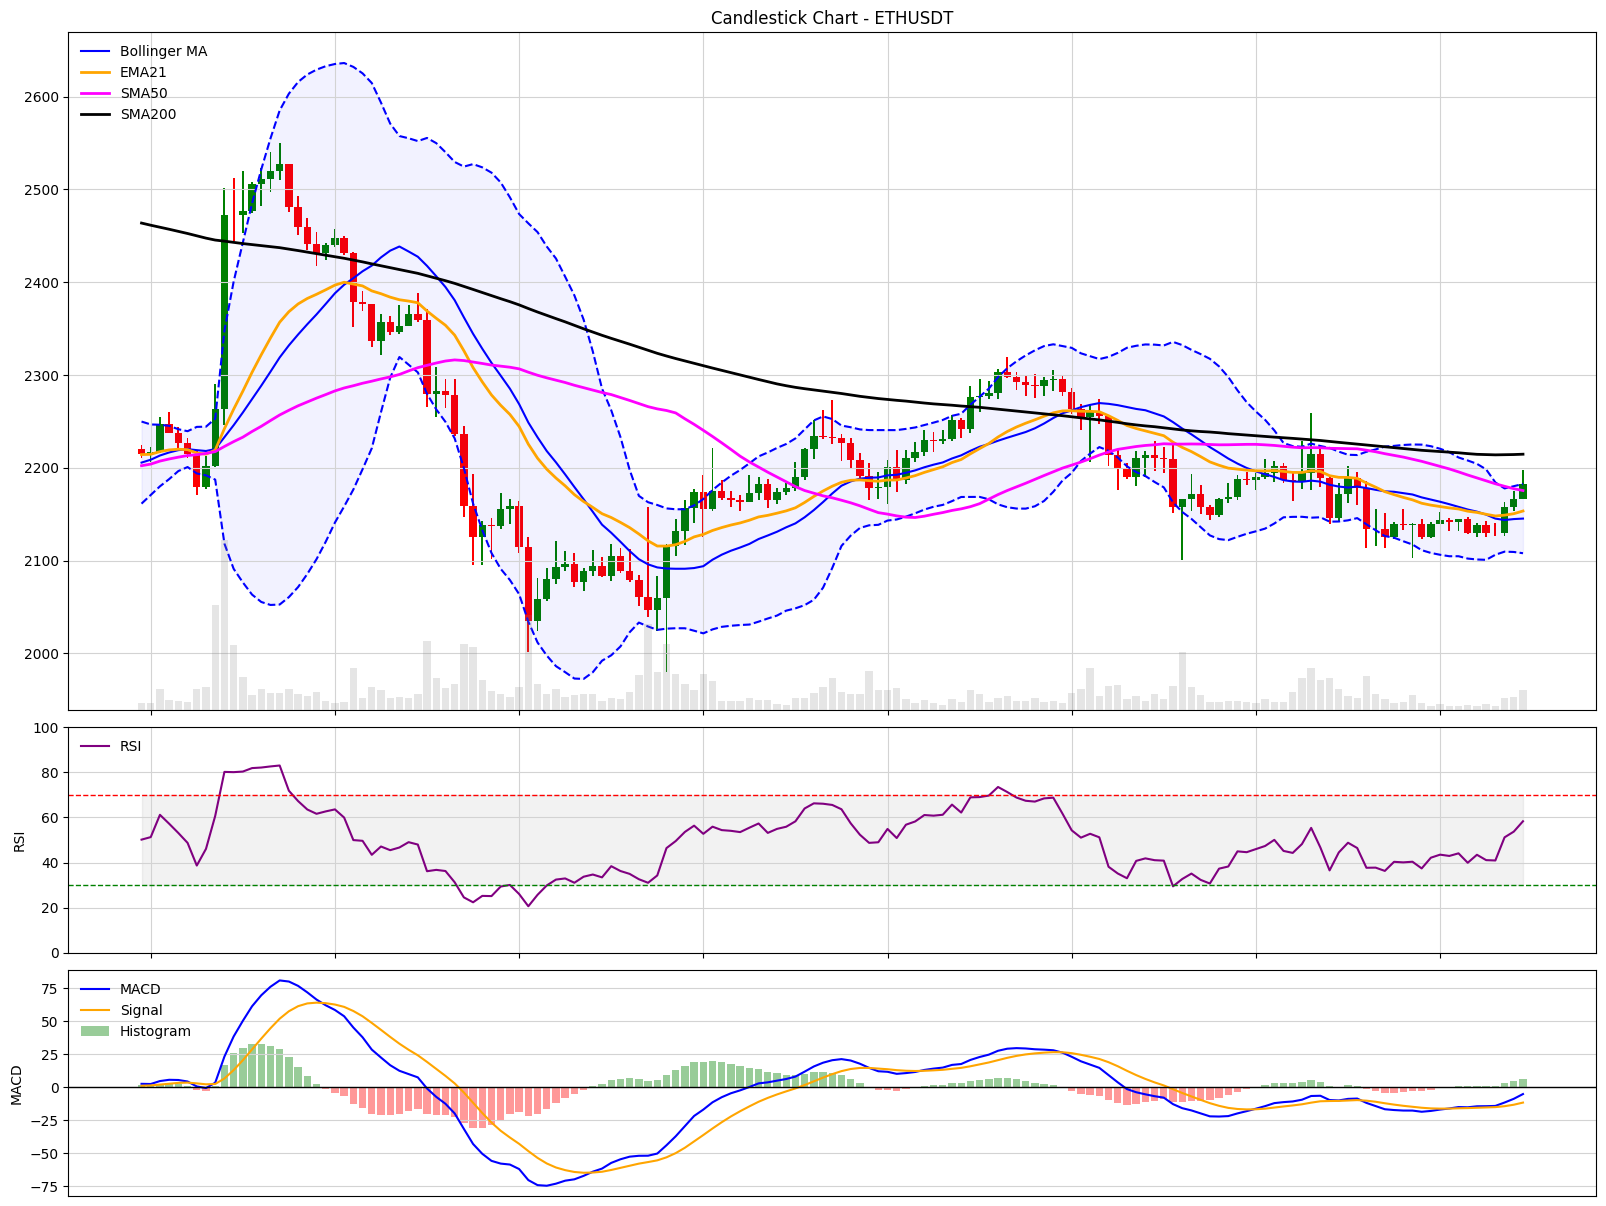 Candlestick Chart - ETHUSDT
Bollinger MA
EMA21
SMA50
SMA200
2600
2500
2400
2300
2200
2100
2000
100
80
60
40
20
0
RSI
RSI
75
50
25
0
−25
−50
−75
MACD
MACD
Signal
Histogram